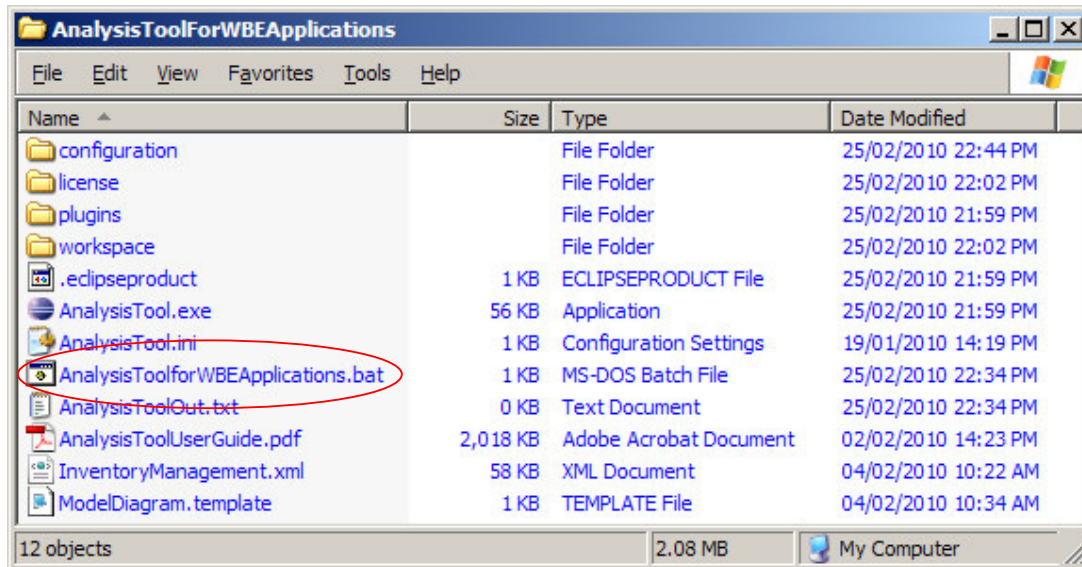 AnalysisToolForWBEApplications
File Edit View Favorites Tools Help
Name Size Type Date Modified
configuration File Folder 25/02/2010 22:44 PM
license File Folder 25/02/2010 22:02 PM
plugins File Folder 25/02/2010 21:59 PM
workspace File Folder 25/02/2010 22:02 PM
.eclipseproduct 1 KB ECLIPSEPRODUCT File 25/02/2010 21:59 PM
AnalysisTool.exe 56 KB Application 25/02/2010 21:59 PM
AnalysisTool.ini 1 KB Configuration Settings 19/01/2010 14:19 PM
AnalysisToolforWBEApplications.bat 1 KB MS-DOS Batch File 25/02/2010 22:34 PM
AnalysisToolOut.txt 0 KB Text Document 25/02/2010 22:34 PM
AnalysisToolUserGuide.pdf 2,018 KB Adobe Acrobat Document 02/02/2010 14:23 PM
InventoryManagement.xml 58 KB XML Document 04/02/2010 10:22 AM
ModelDiagram.template 1 KB TEMPLATE File 04/02/2010 10:34 AM
12 objects 2.08 MB My Computer